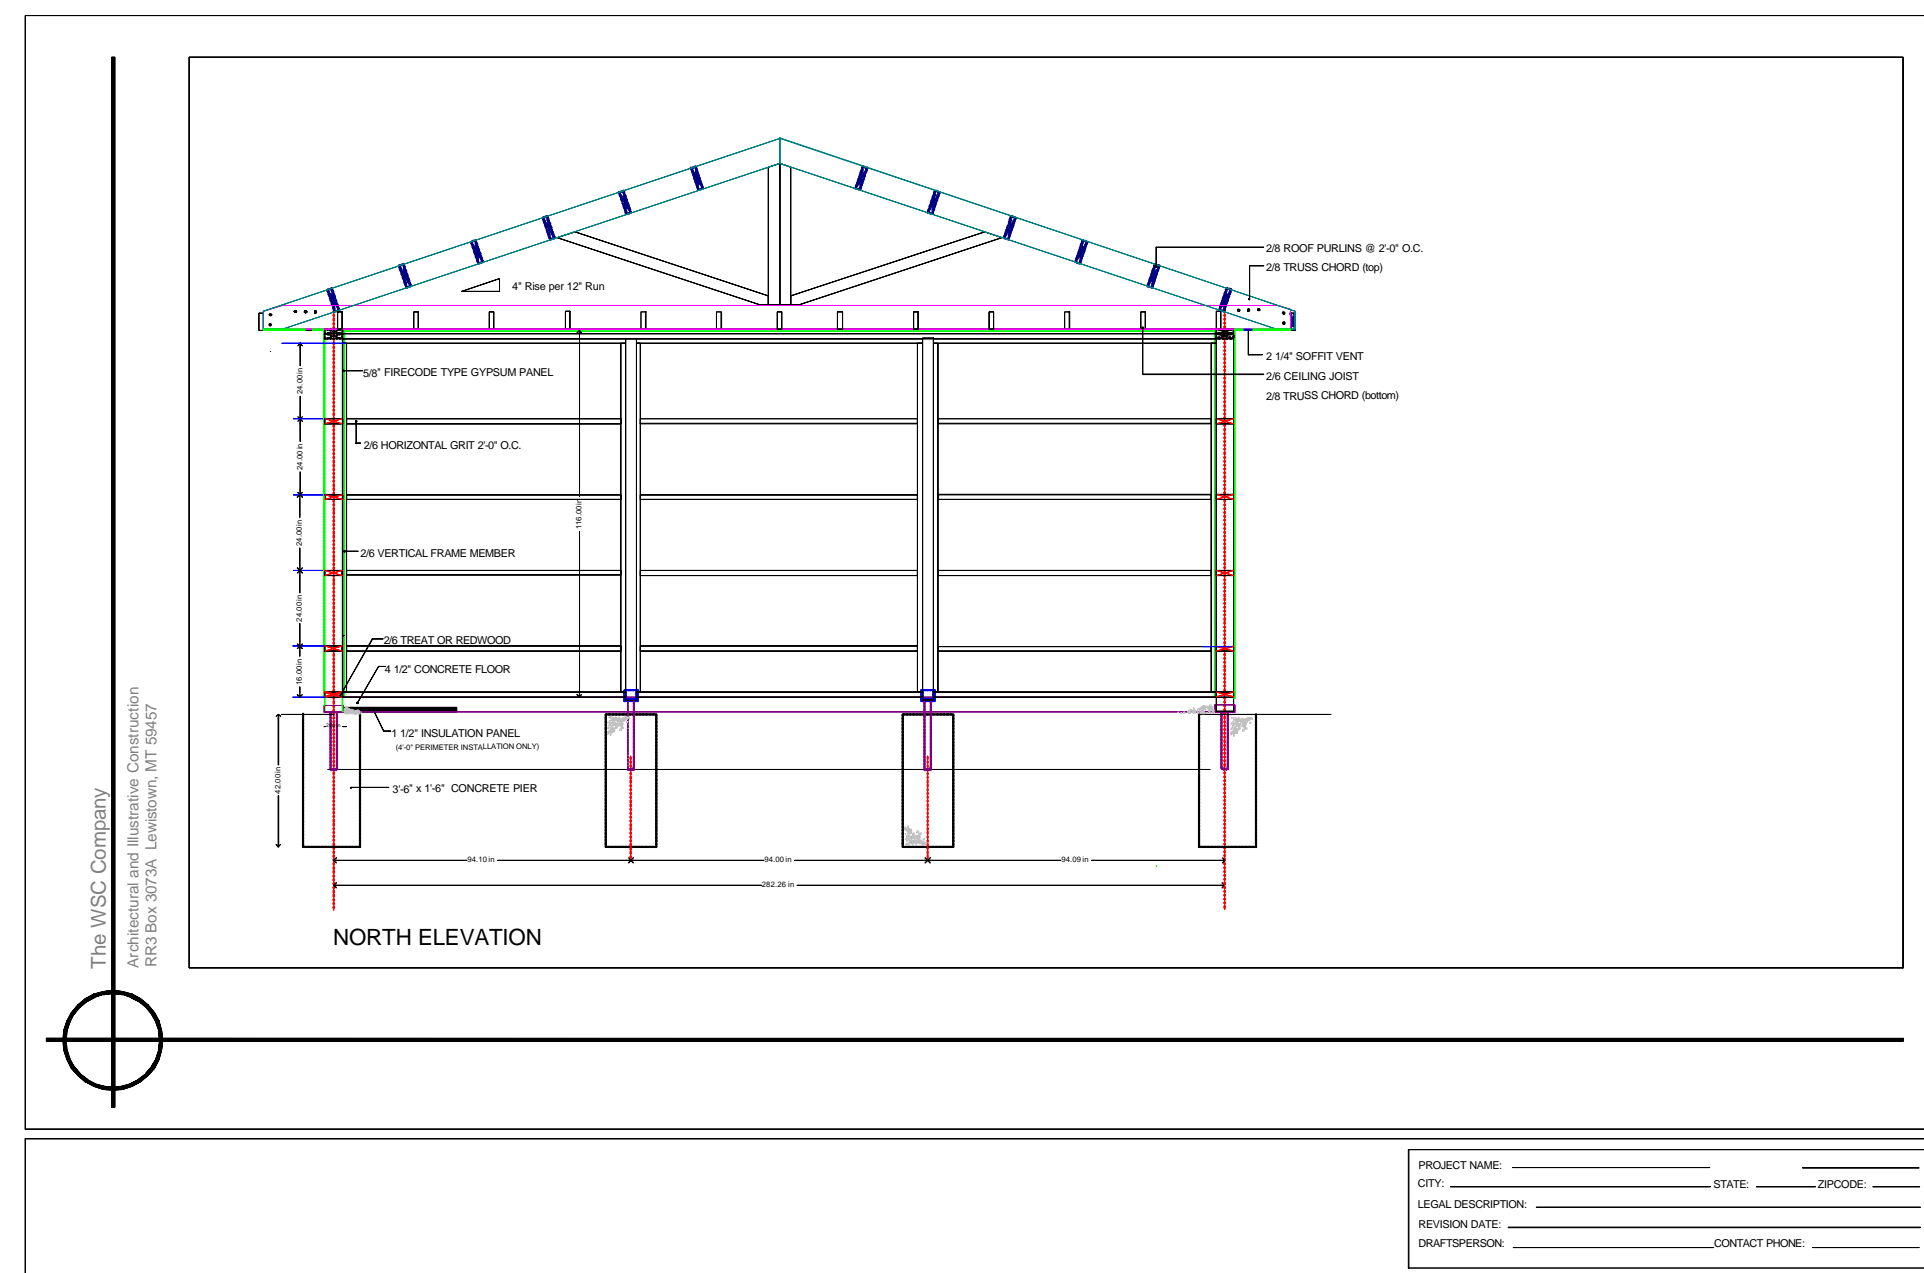 2/8 ROOF PURLINS @ 2'-0" O.C.
2/8 TRUSS CHORD (top)
4" Rise per 12" Run
2 1/4" SOFFIT VENT
2/6 CEILING JOIST
2/8 TRUSS CHORD (bottom)
5/8" FIRECODE TYPE GYPSUM PANEL
24.00in
2/6 HORIZONTAL GRIT 2'-0" O.C.
24.00in
116.00in
24.00in
2/6 VERTICAL FRAME MEMBER
24.00in
2/6 TREAT OR REDWOOD
4 1/2" CONCRETE FLOOR
16.00in
1 1/2" INSULATION PANEL
(4'-0" PERIMETER INSTALLATION ONLY)
42.00in
3'-6" x 1'-6" CONCRETE PIER
94.10in
94.00in
94.09in
282.26 in
NORTH ELEVATION
The WSC Company
Architectural and Illustrative Construction
RR3 Box 3073A Lewistown, MT 59457
PROJECT NAME:
CITY: STATE: ZIPCODE:
LEGAL DESCRIPTION:
REVISION DATE:
DRAFTSPERSON: CONTACT PHONE: